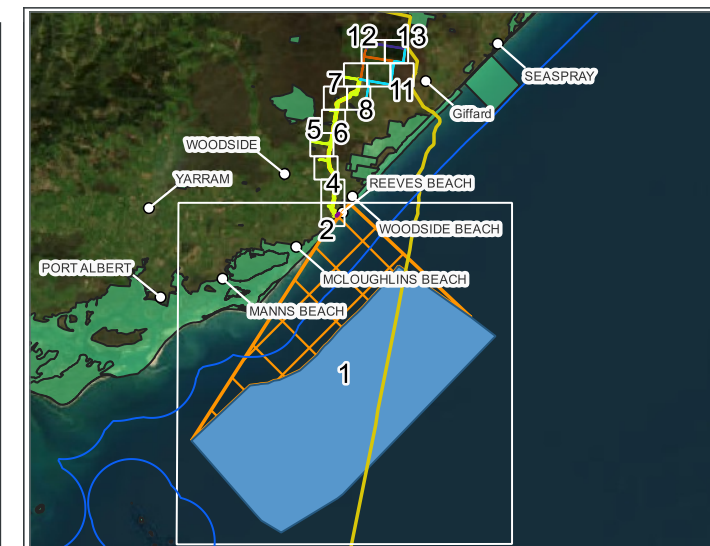 12
13
SEASPRAY
7
11
8
Giffard
5
6
WOODSIDE
YARRAM
4
REEVES BEACH
2
WOODSIDE BEACH
PORT ALBERT
MCLOUGHLINS BEACH
MANNS BEACH
1